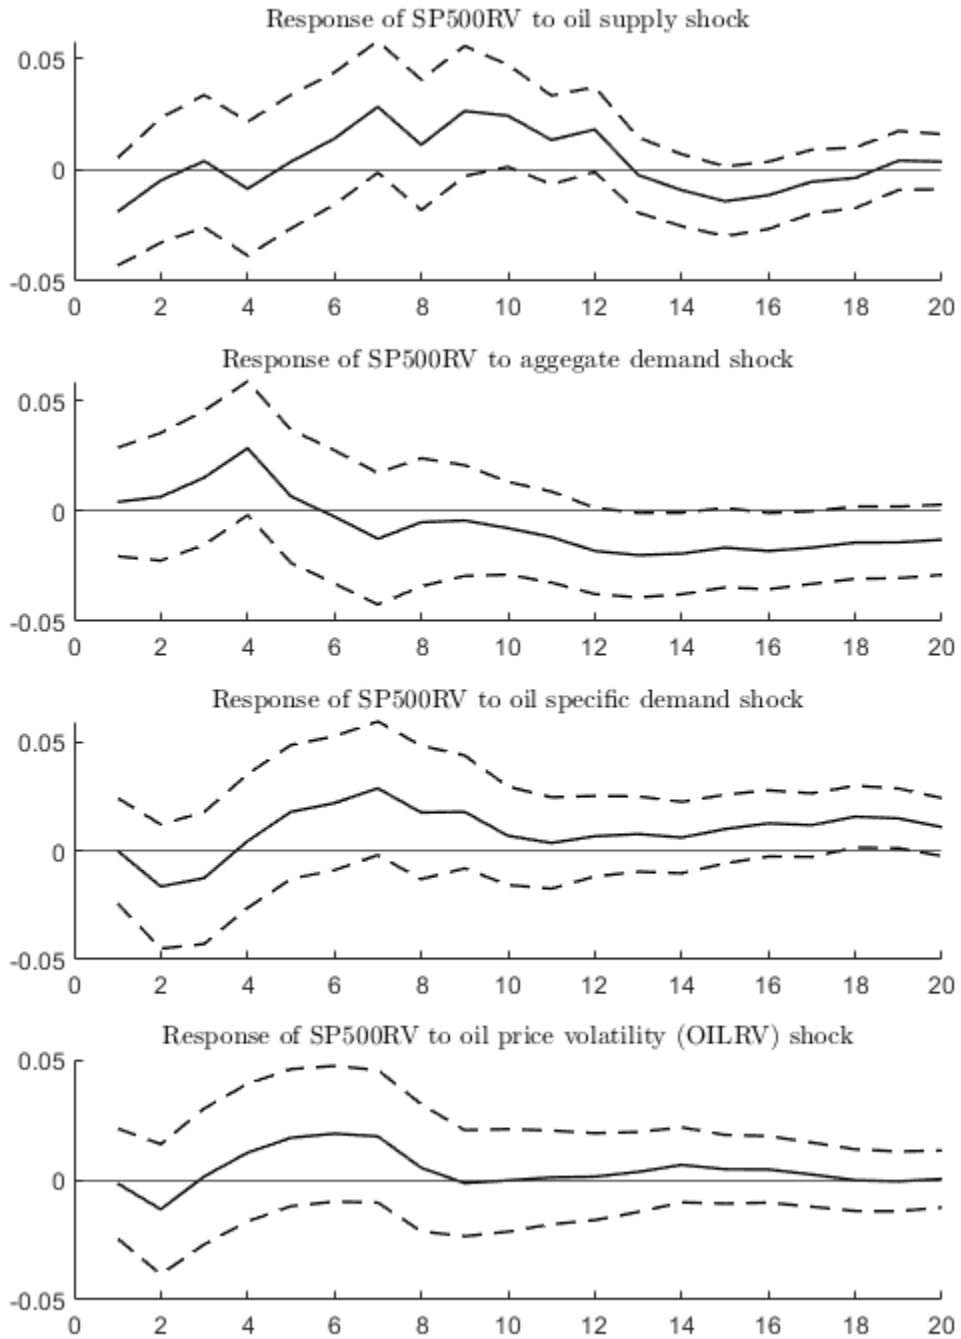 Response of SP500RV to oil supply shock
0.05
0
-0.05
0 2 4 6 8 10 12 14 16 18 20
Response of SP500RV to aggegate demand shock
0.05
0
-0.05
0 2 4 6 8 10 12 14 16 18 20
Response of SP500RV to oil specific demand shock
0.05
0
-0.05
0 2 4 6 8 10 12 14 16 18 20
Response of SP500RV to oil price volatility (OILRV) shock
0.05
0
-0.05
0 2 4 6 8 10 12 14 16 18 20